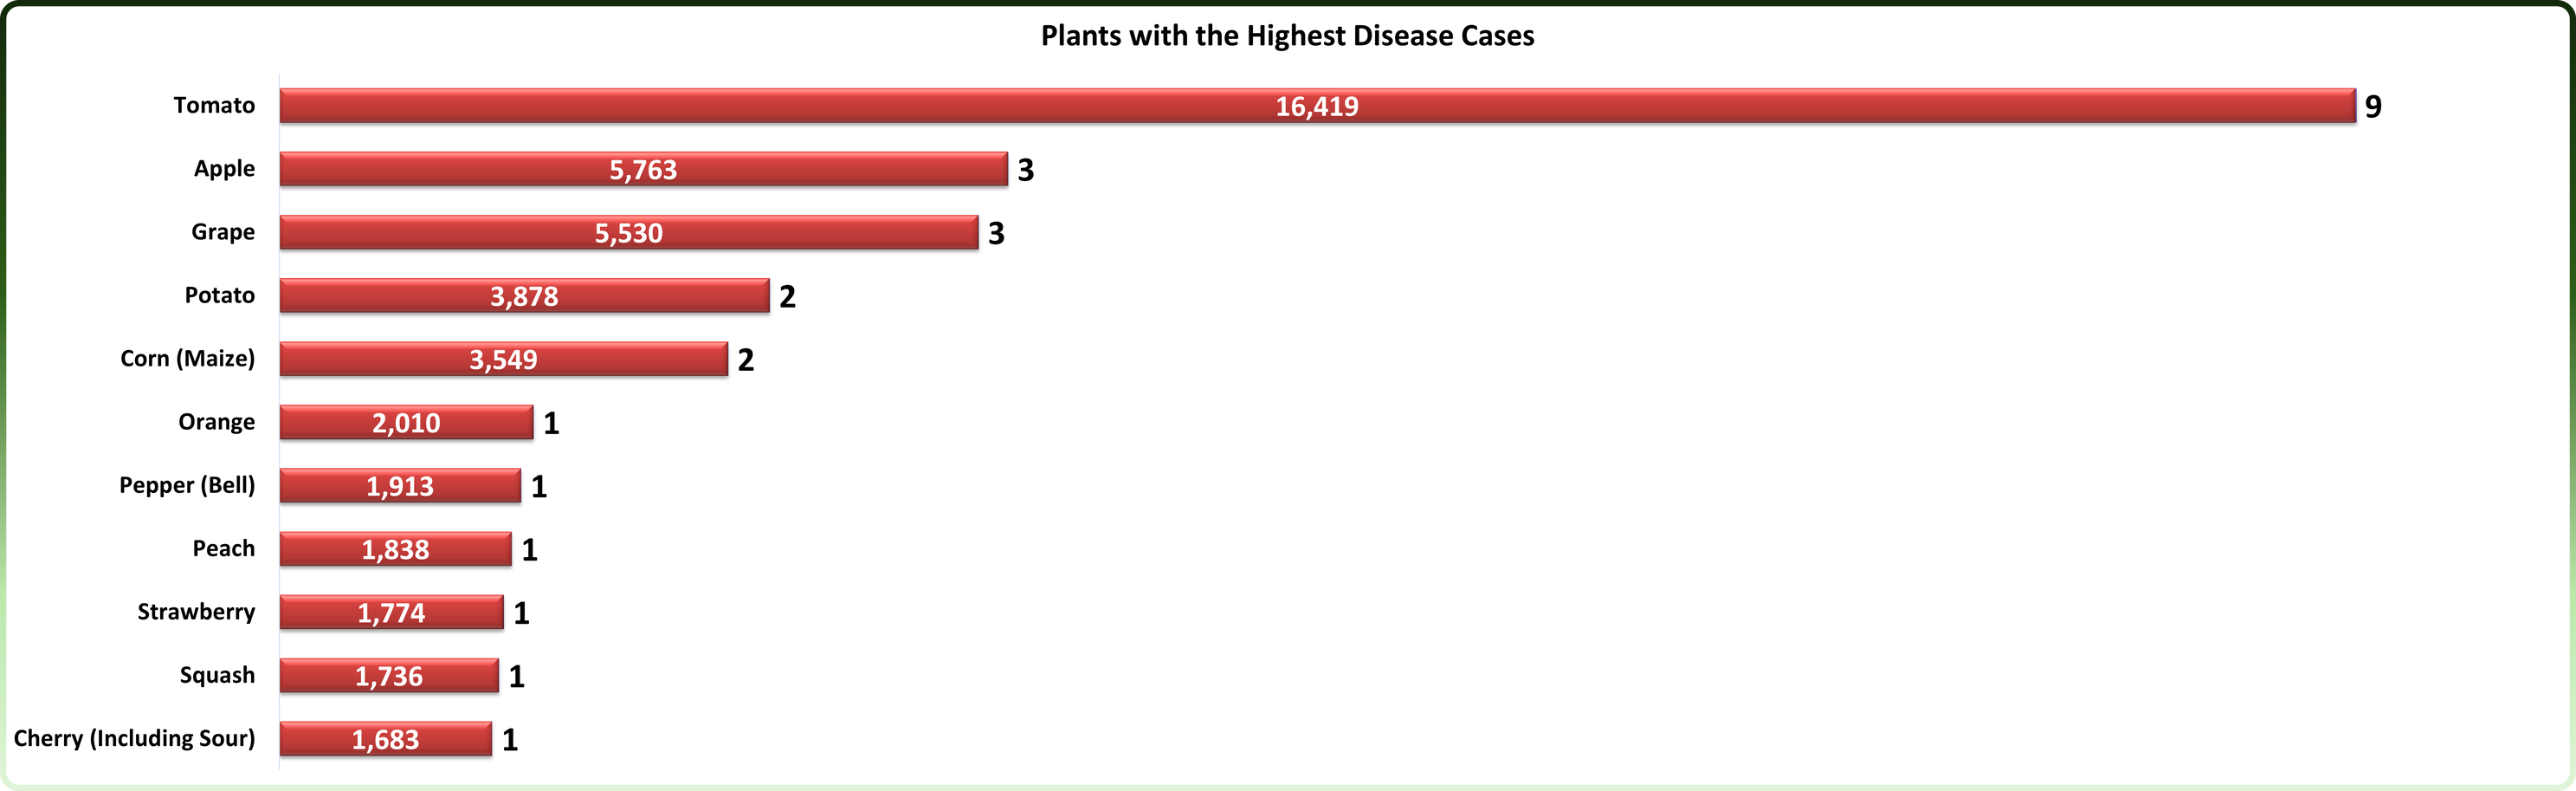 Plants with the Highest Disease Cases
Tomato 16,419 9
Apple 5,763 3
Grape 5,530 3
Potato 3,878 2
Corn (Maize) 3,549 2
Orange 2,010 1
Pepper (Bell) 1,913 1
Peach 1,838 1
Strawberry 1,774 1
Squash 1,736 1
Cherry (Including Sour) 1,683 1